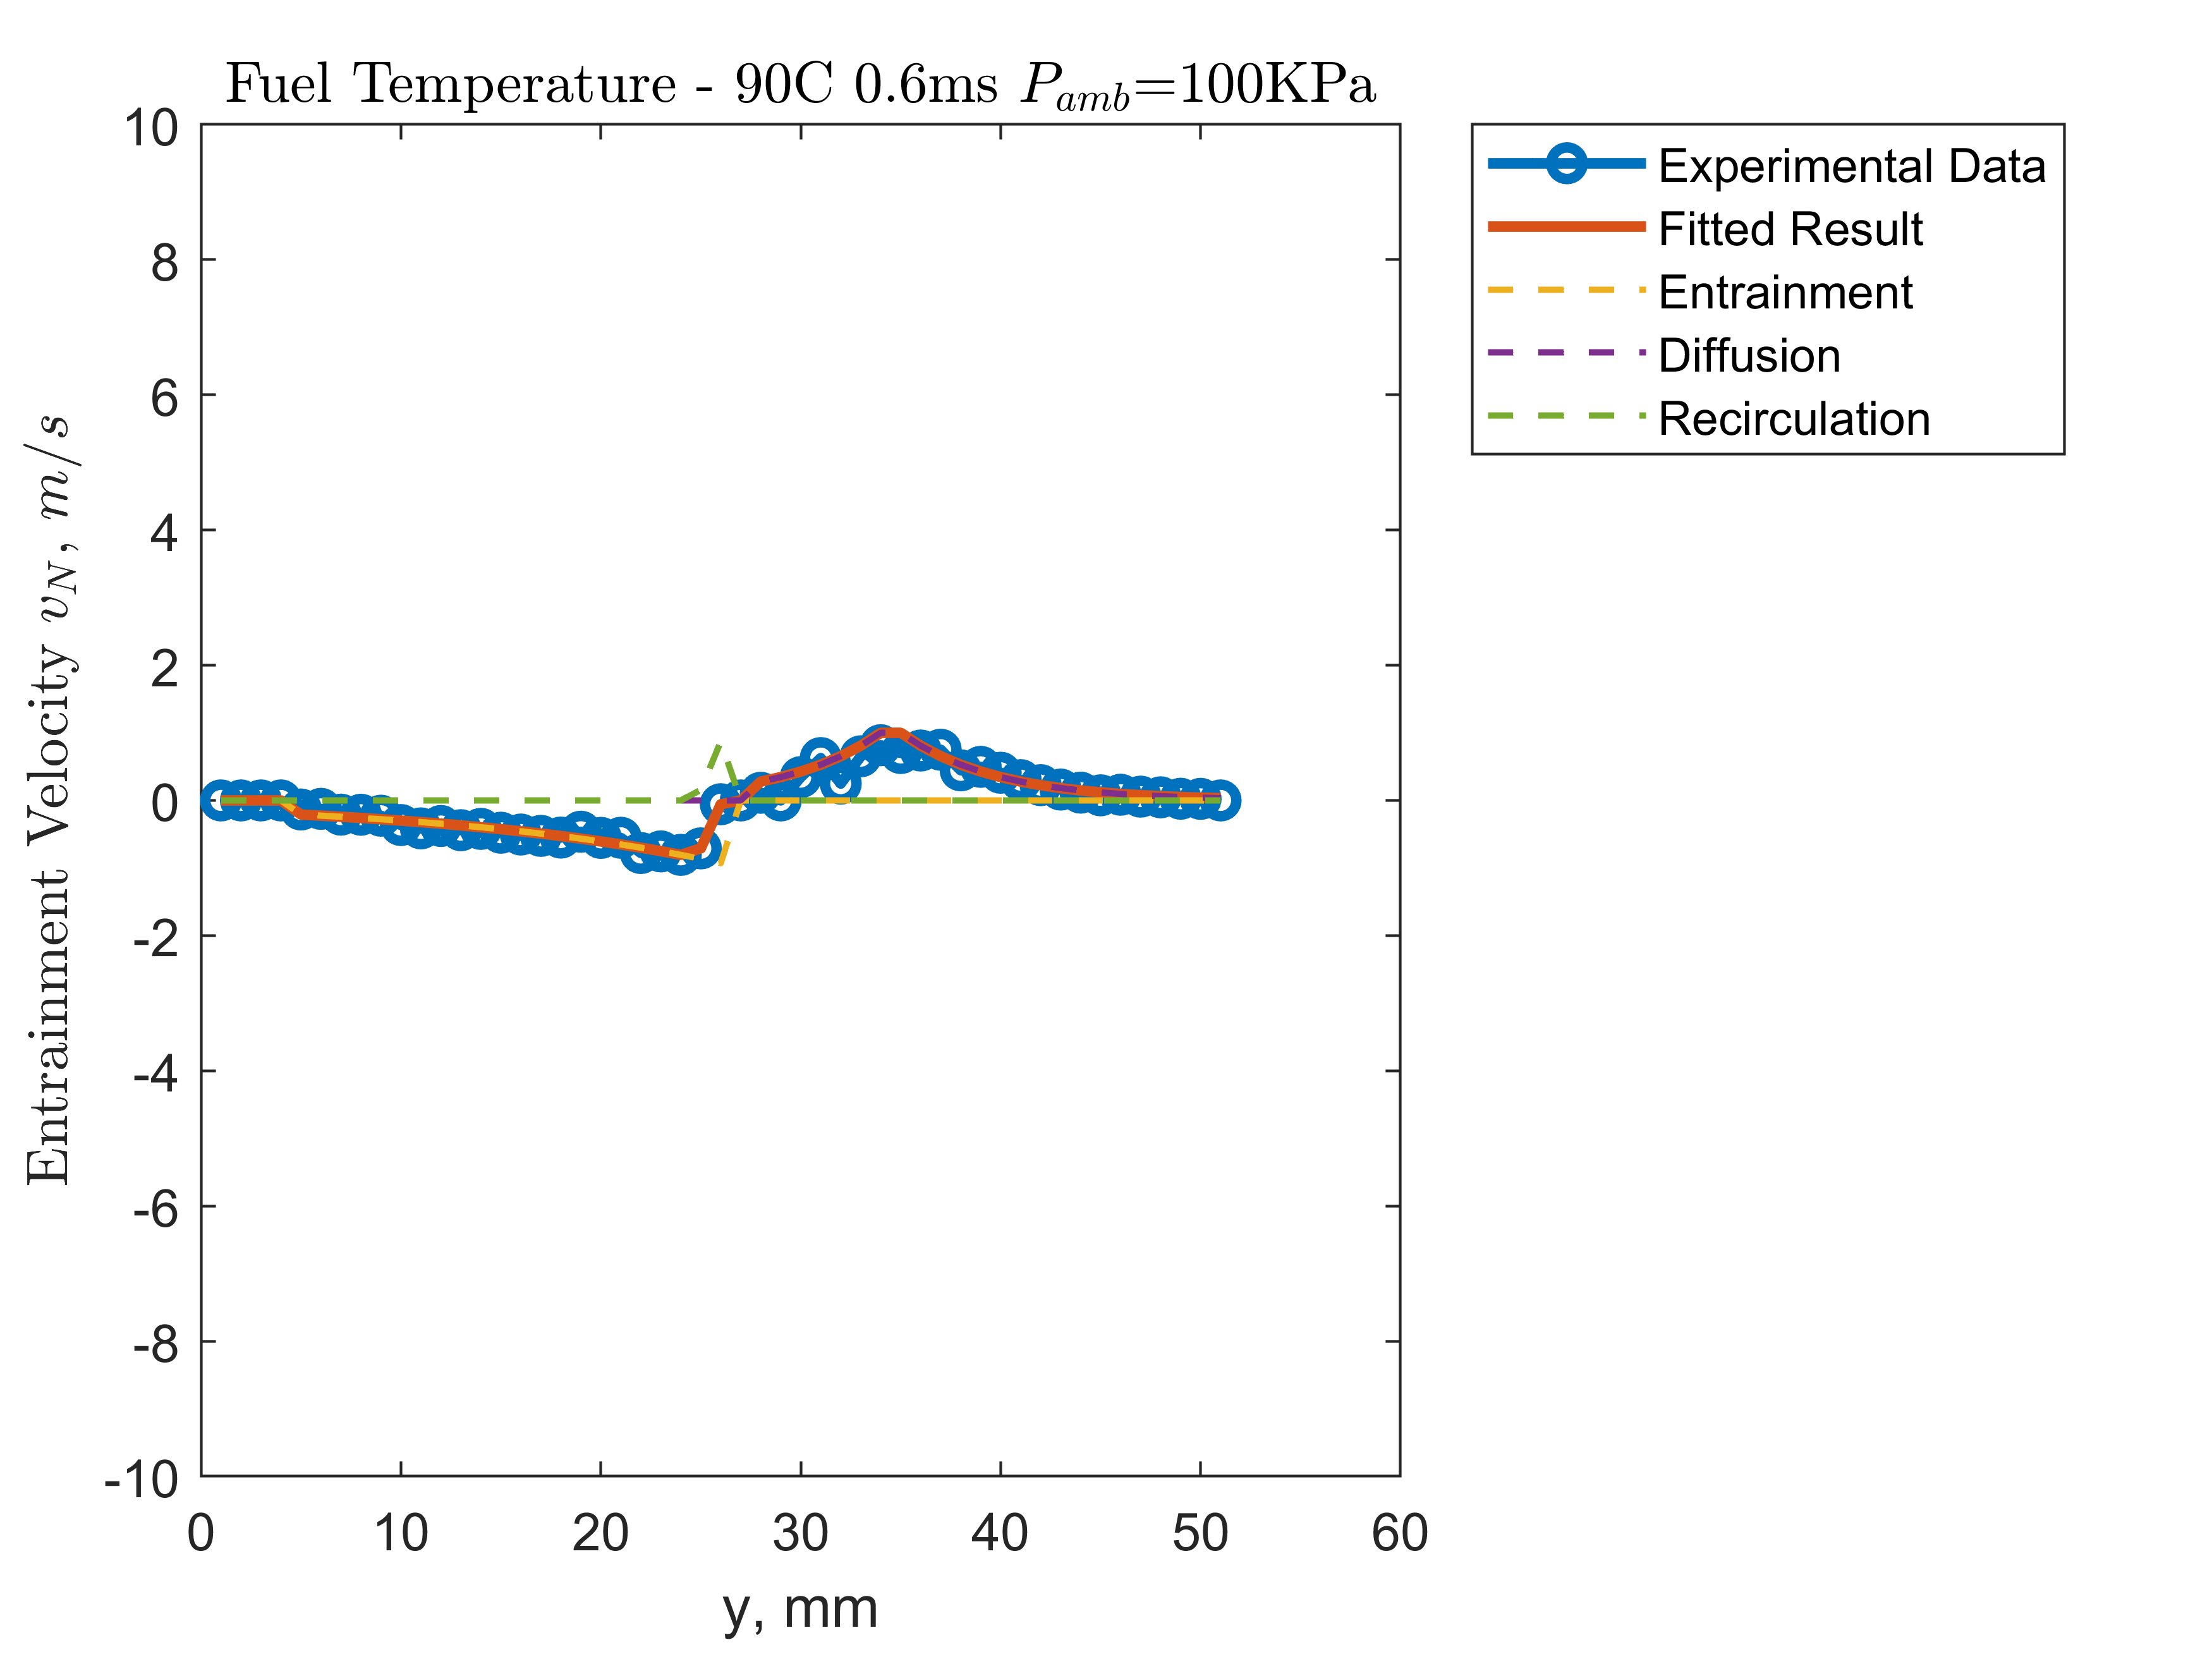 Fuel Temperature - 90C 0.6ms P_amb=100KPa
Entrainment Velocity v_N, m/s
10
8
6
4
2
0
-2
-4
-6
-8
-10
0 10 20 30 40 50 60
y, mm
Experimental Data
Fitted Result
Entrainment
Diffusion
Recirculation